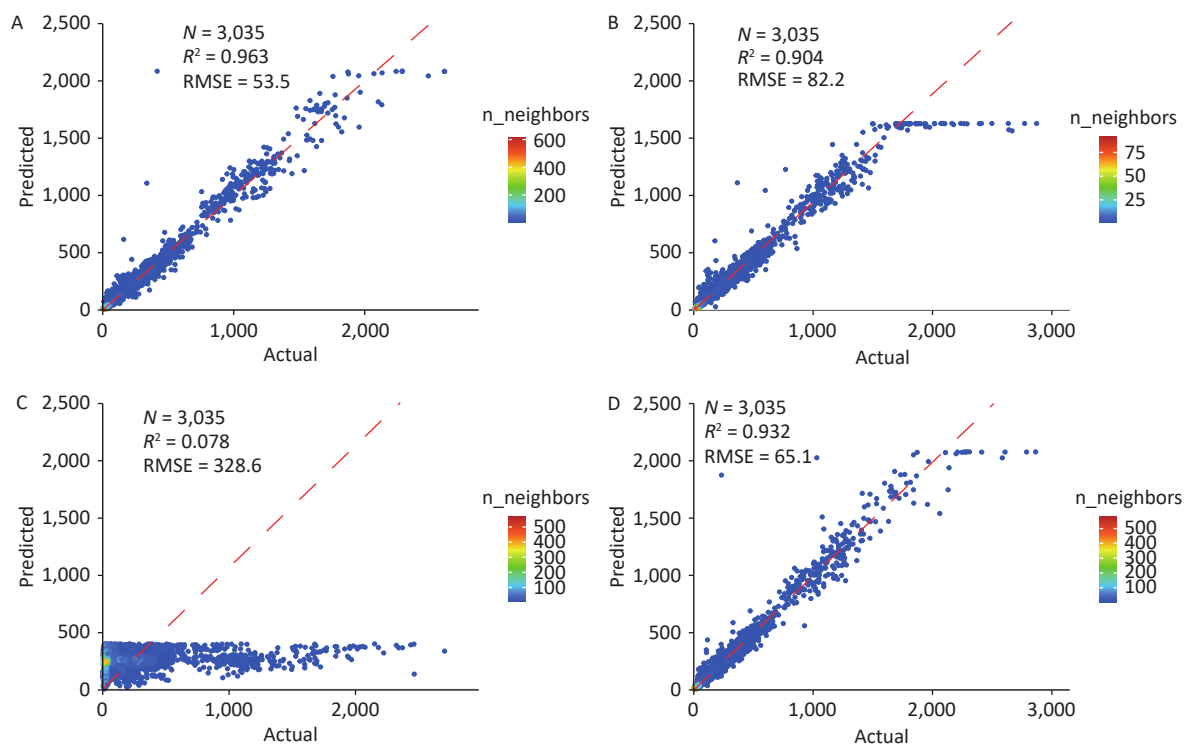 A
2,500
2,000
1,500
1,000
500
0
Predicted
N = 3,035
R² = 0.963
RMSE = 53.5
n_neighbors
600
400
200
0
1,000
2,000
Actual
B
2,500
2,000
1,500
1,000
500
0
Predicted
N = 3,035
R² = 0.904
RMSE = 82.2
n_neighbors
75
50
25
0
1,000
2,000
3,000
Actual
C
2,500
2,000
1,500
1,000
500
0
Predicted
N = 3,035
R² = 0.078
RMSE = 328.6
n_neighbors
500
400
300
200
100
0
1,000
2,000
Actual
D
2,500
2,000
1,500
1,000
500
0
Predicted
N = 3,035
R² = 0.932
RMSE = 65.1
n_neighbors
500
400
300
200
100
0
1,000
2,000
3,000
Actual